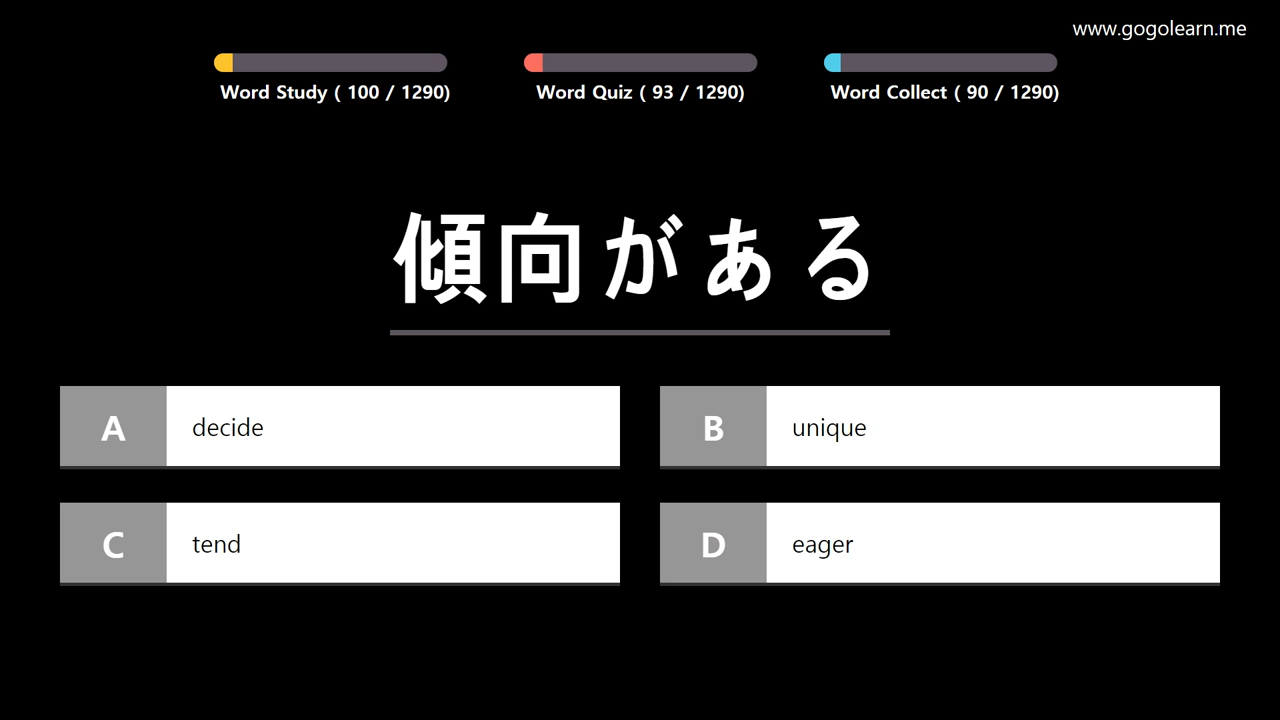 www.gogolearn.me
Word Study ( 100 / 1290)
Word Quiz ( 93 / 1290)
Word Collect ( 90 / 1290)
傾向がある
A decide
B unique
C tend
D eager